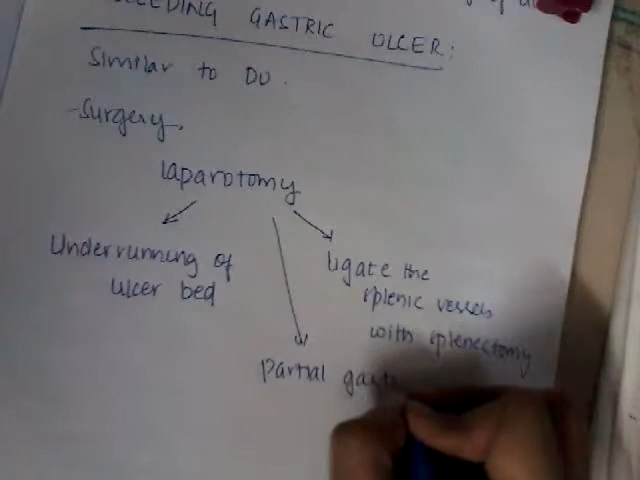 GASTRIC ULCER:
Similar to DU.
- Surgery.
Laparotomy
Underrunning of
ulcer bed
ligate the
splenic vessels
with splenectomy
Partial